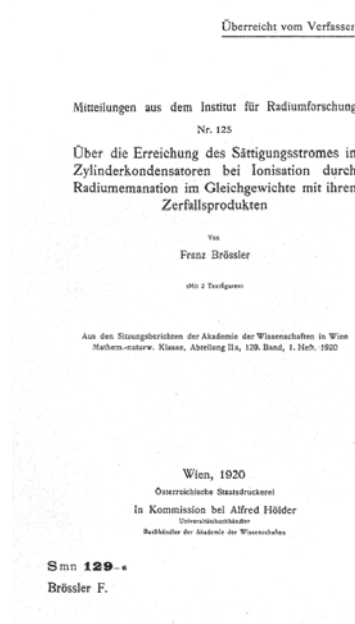 Überreicht vom Verfasser
Mitteilungen aus dem Institut für Radiumforschung
Nr. 125
Über die Erreichung des Sättigungsstromes in
Zylinderkondensatoren bei Ionisation durch
Radiumemanation im Gleichgewichte mit ihren
Zerfallsprodukten
Von
Franz Brössler
(Mit 2 Textfiguren)
Aus den Sitzungsberichten der Akademie der Wissenschaften in Wien
Mathem.-naturw. Klasse, Abteilung IIa, 129. Band, 1. Heft, 1920
Wien, 1920
Österreichische Staatsdruckerei
In Kommission bei Alfred Hölder
Universitätsbuchhändler
Buchhändler der Akademie der Wissenschaften
Smn 129-6
Brössler F.